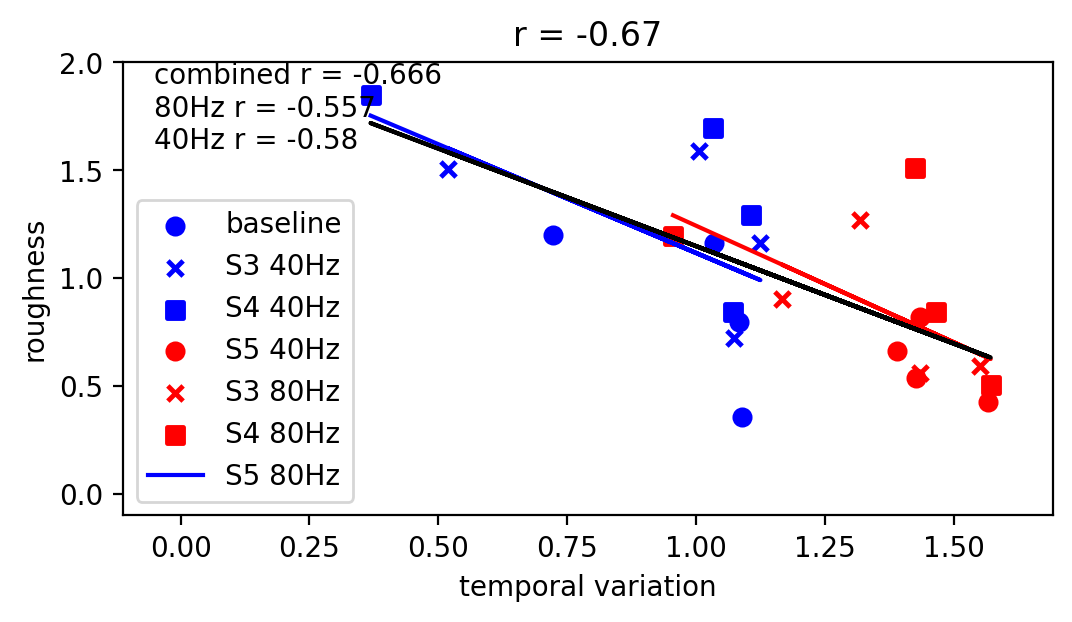 r = -0.67
combined r = -0.666
80Hz r = -0.557
40Hz r = -0.58
baseline
S3 40Hz
S4 40Hz
S5 40Hz
S3 80Hz
S4 80Hz
S5 80Hz
2.0
1.5
1.0
0.5
0.0
roughness
0.00 0.25 0.50 0.75 1.00 1.25 1.50
temporal variation